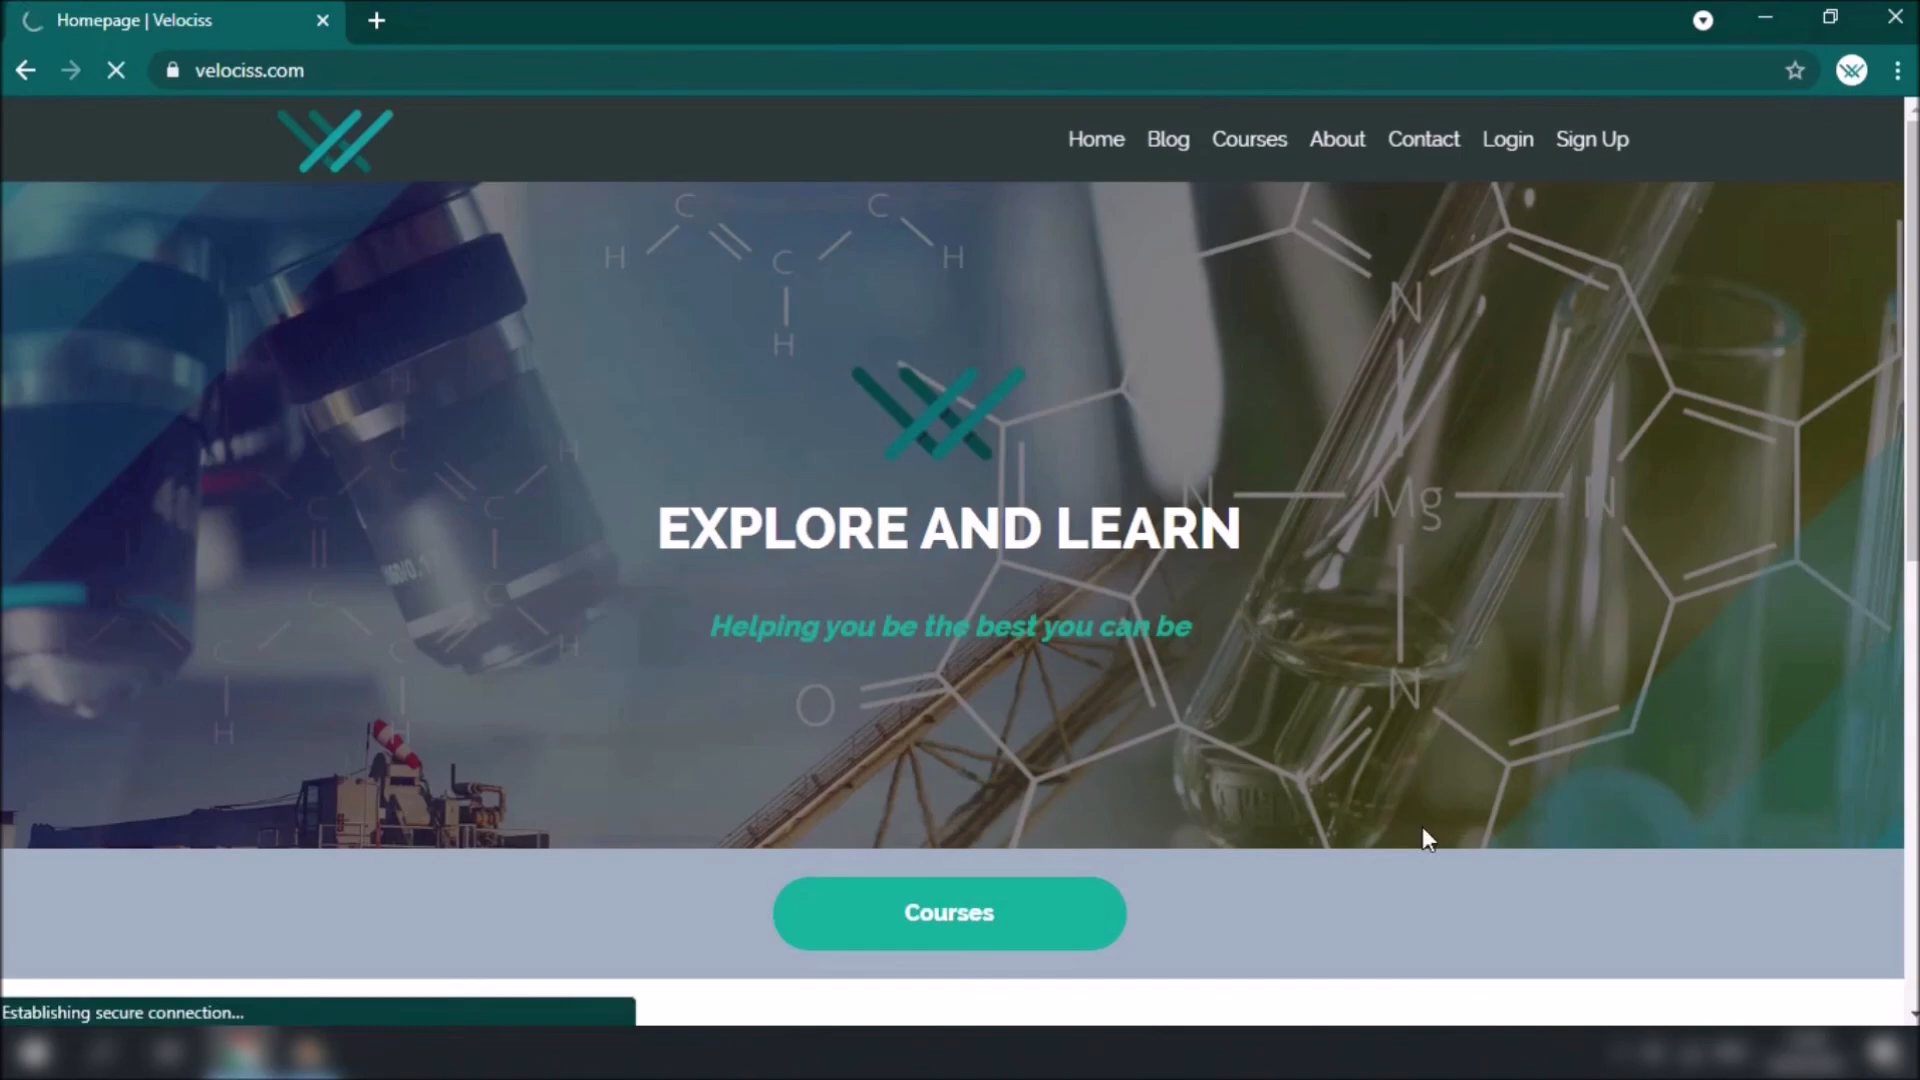 Homepage | Velociss
velociss.com
Home Blog Courses About Contact Login Sign Up
C C
H C H
H
N
N Mg N
EXPLORE AND LEARN
Helping you be the best you can be
N
O
H H
Courses
Establishing secure connection...